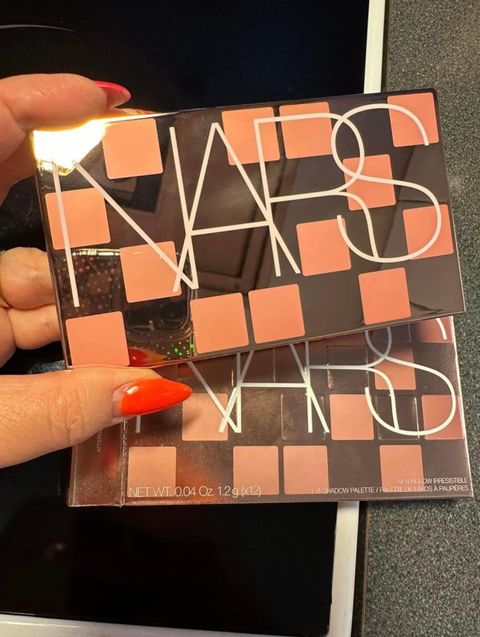 NARS
NARS
NET WT. 0.04 Oz. 1.2 g (x12)
AFTERGLOW IRRESISTIBLE
EYESHADOW PALETTE / PALETTE DE FARDS À PAUPIÈRES